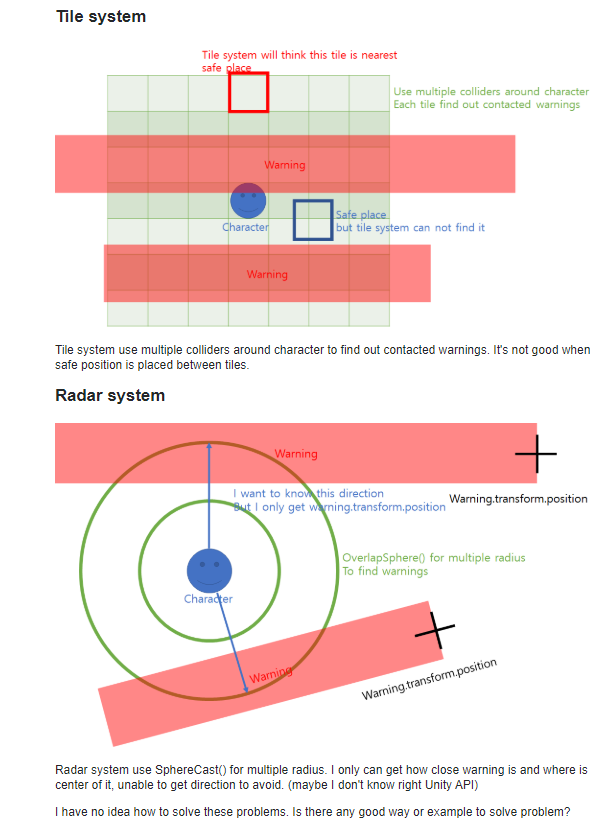 Tile system
Tile system will think this tile is nearest
safe place
Use multiple colliders around character
Each tile find out contacted warnings
Warning
Safe place
but tile system can not find it
Character
Warning
Tile system use multiple colliders around character to find out contacted warnings. It's not good when
safe position is placed between tiles.
Radar system
Warning
I want to know this direction
But I only get warning.transform.position
Warning.transform.position
OverlapSphere() for multiple radius
To find warnings
Character
Warning
Warning.transform.position
Radar system use SphereCast() for multiple radius. I only can get how close warning is and where is
center of it, unable to get direction to avoid. (maybe I don't know right Unity API)
I have no idea how to solve these problems. Is there any good way or example to solve problem?